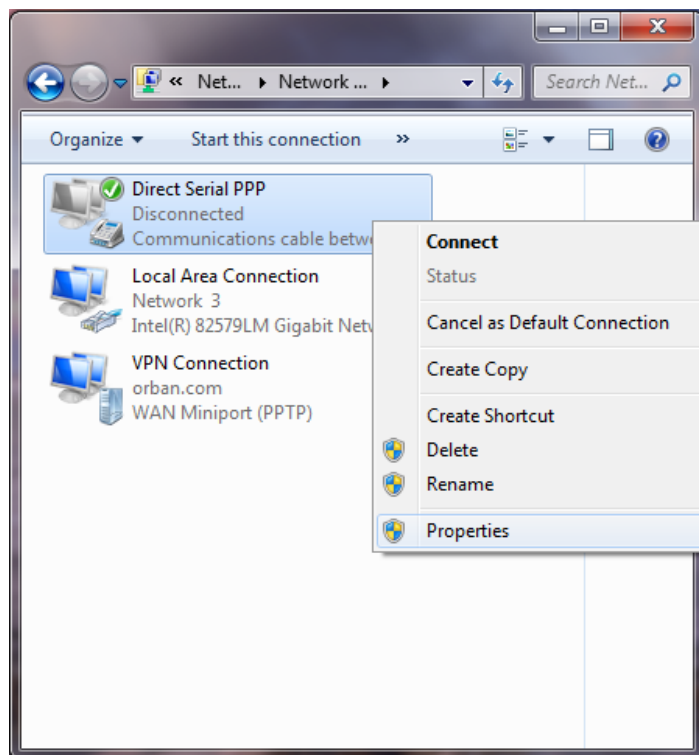 « Net... Network ... Search Net...
Organize Start this connection »
Direct Serial PPP
Disconnected
Communications cable betw
Local Area Connection
Network 3
Intel(R) 82579LM Gigabit Netw
VPN Connection
orban.com
WAN Miniport (PPTP)
Connect
Status
Cancel as Default Connection
Create Copy
Create Shortcut
Delete
Rename
Properties